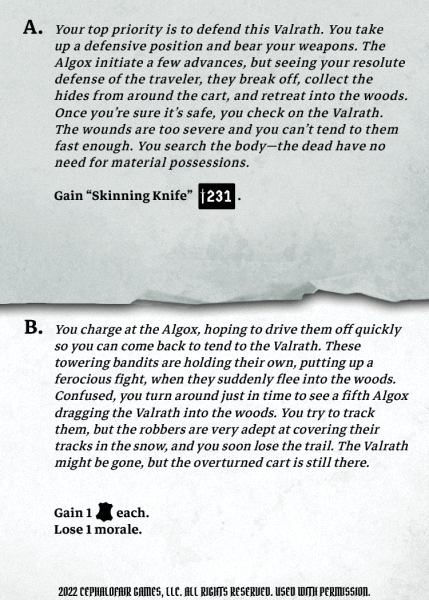 A. Your top priority is to defend this Valrath. You take
up a defensive position and bear your weapons. The
Algox initiate a few advances, but seeing your resolute
defense of the traveler, they break off, collect the
hides from around the cart, and retreat into the woods.
Once you’re sure it’s safe, you check on the Valrath.
The wounds are too severe and you can’t tend to them
fast enough. You search the body—the dead have no
need for material possessions.
Gain “Skinning Knife” 231.
B. You charge at the Algox, hoping to drive them off quickly
so you can come back to tend to the Valrath. These
towering bandits are holding their own, putting up a
ferocious fight, when they suddenly flee into the woods.
Confused, you turn around just in time to see a fifth Algox
dragging the Valrath into the woods. You try to track
them, but the robbers are very adept at covering their
tracks in the snow, and you soon lose the trail. The Valrath
might be gone, but the overturned cart is still there.
Gain 1 each.
Lose 1 morale.
2022 CEPHALOFAIR GAMES, LLC. ALL RIGHTS RESERVED. USED WITH PERMISSION.